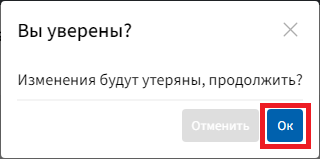 Вы уверены?
Изменения будут утеряны, продолжить?
Отменить Ок